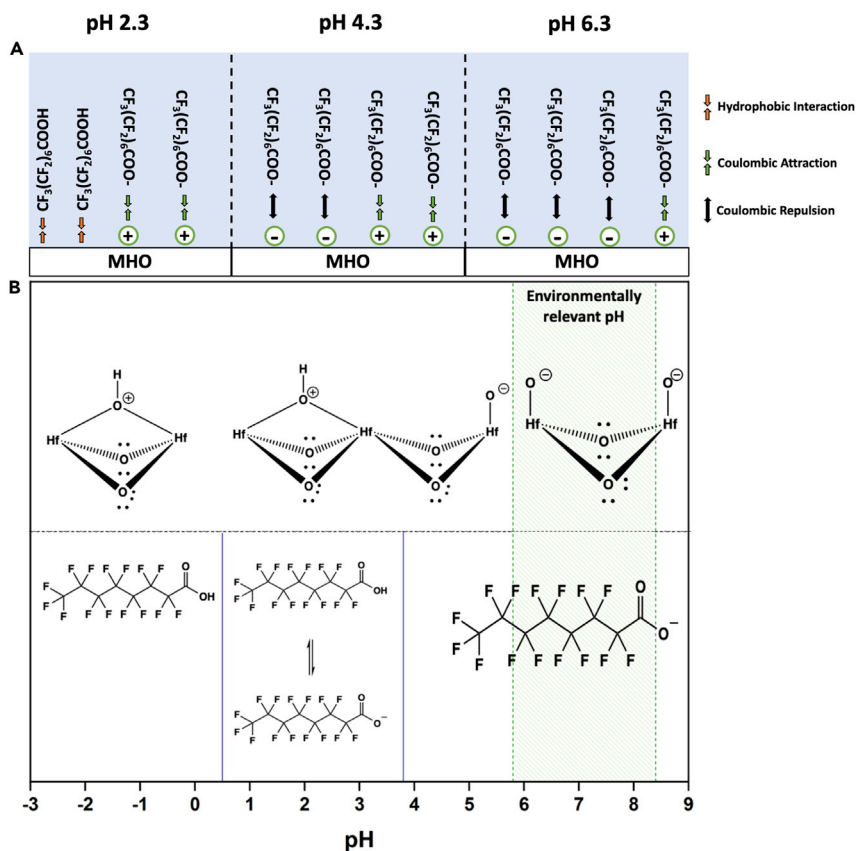 pH 2.3 pH 4.3 pH 6.3
A
CF3(CF2)6COOH CF3(CF2)6COOH CF3(CF2)6COO- CF3(CF2)6COO- CF3(CF2)6COO- CF3(CF2)6COO- CF3(CF2)6COO- CF3(CF2)6COO- CF3(CF2)6COO- CF3(CF2)6COO- CF3(CF2)6COO- CF3(CF2)6COO-
+ + - - + + - - - +
MHO MHO MHO
Hydrophobic Interaction
Coulombic Attraction
Coulombic Repulsion
B
Environmentally
relevant pH
H
O +
Hf Hf
O
O
H
O +
O -
Hf Hf Hf
O O
O O
O - O -
Hf Hf
O
O
F F F F F F O
F
F OH
F F F F F F F
F F F F F F O
F
F OH
F F F F F F F
F F F F F F O
F
F O-
F F F F F F F
F F F F F F O
F
F O-
F F F F F F F
-3 -2 -1 0 1 2 3 4 5 6 7 8 9
pH